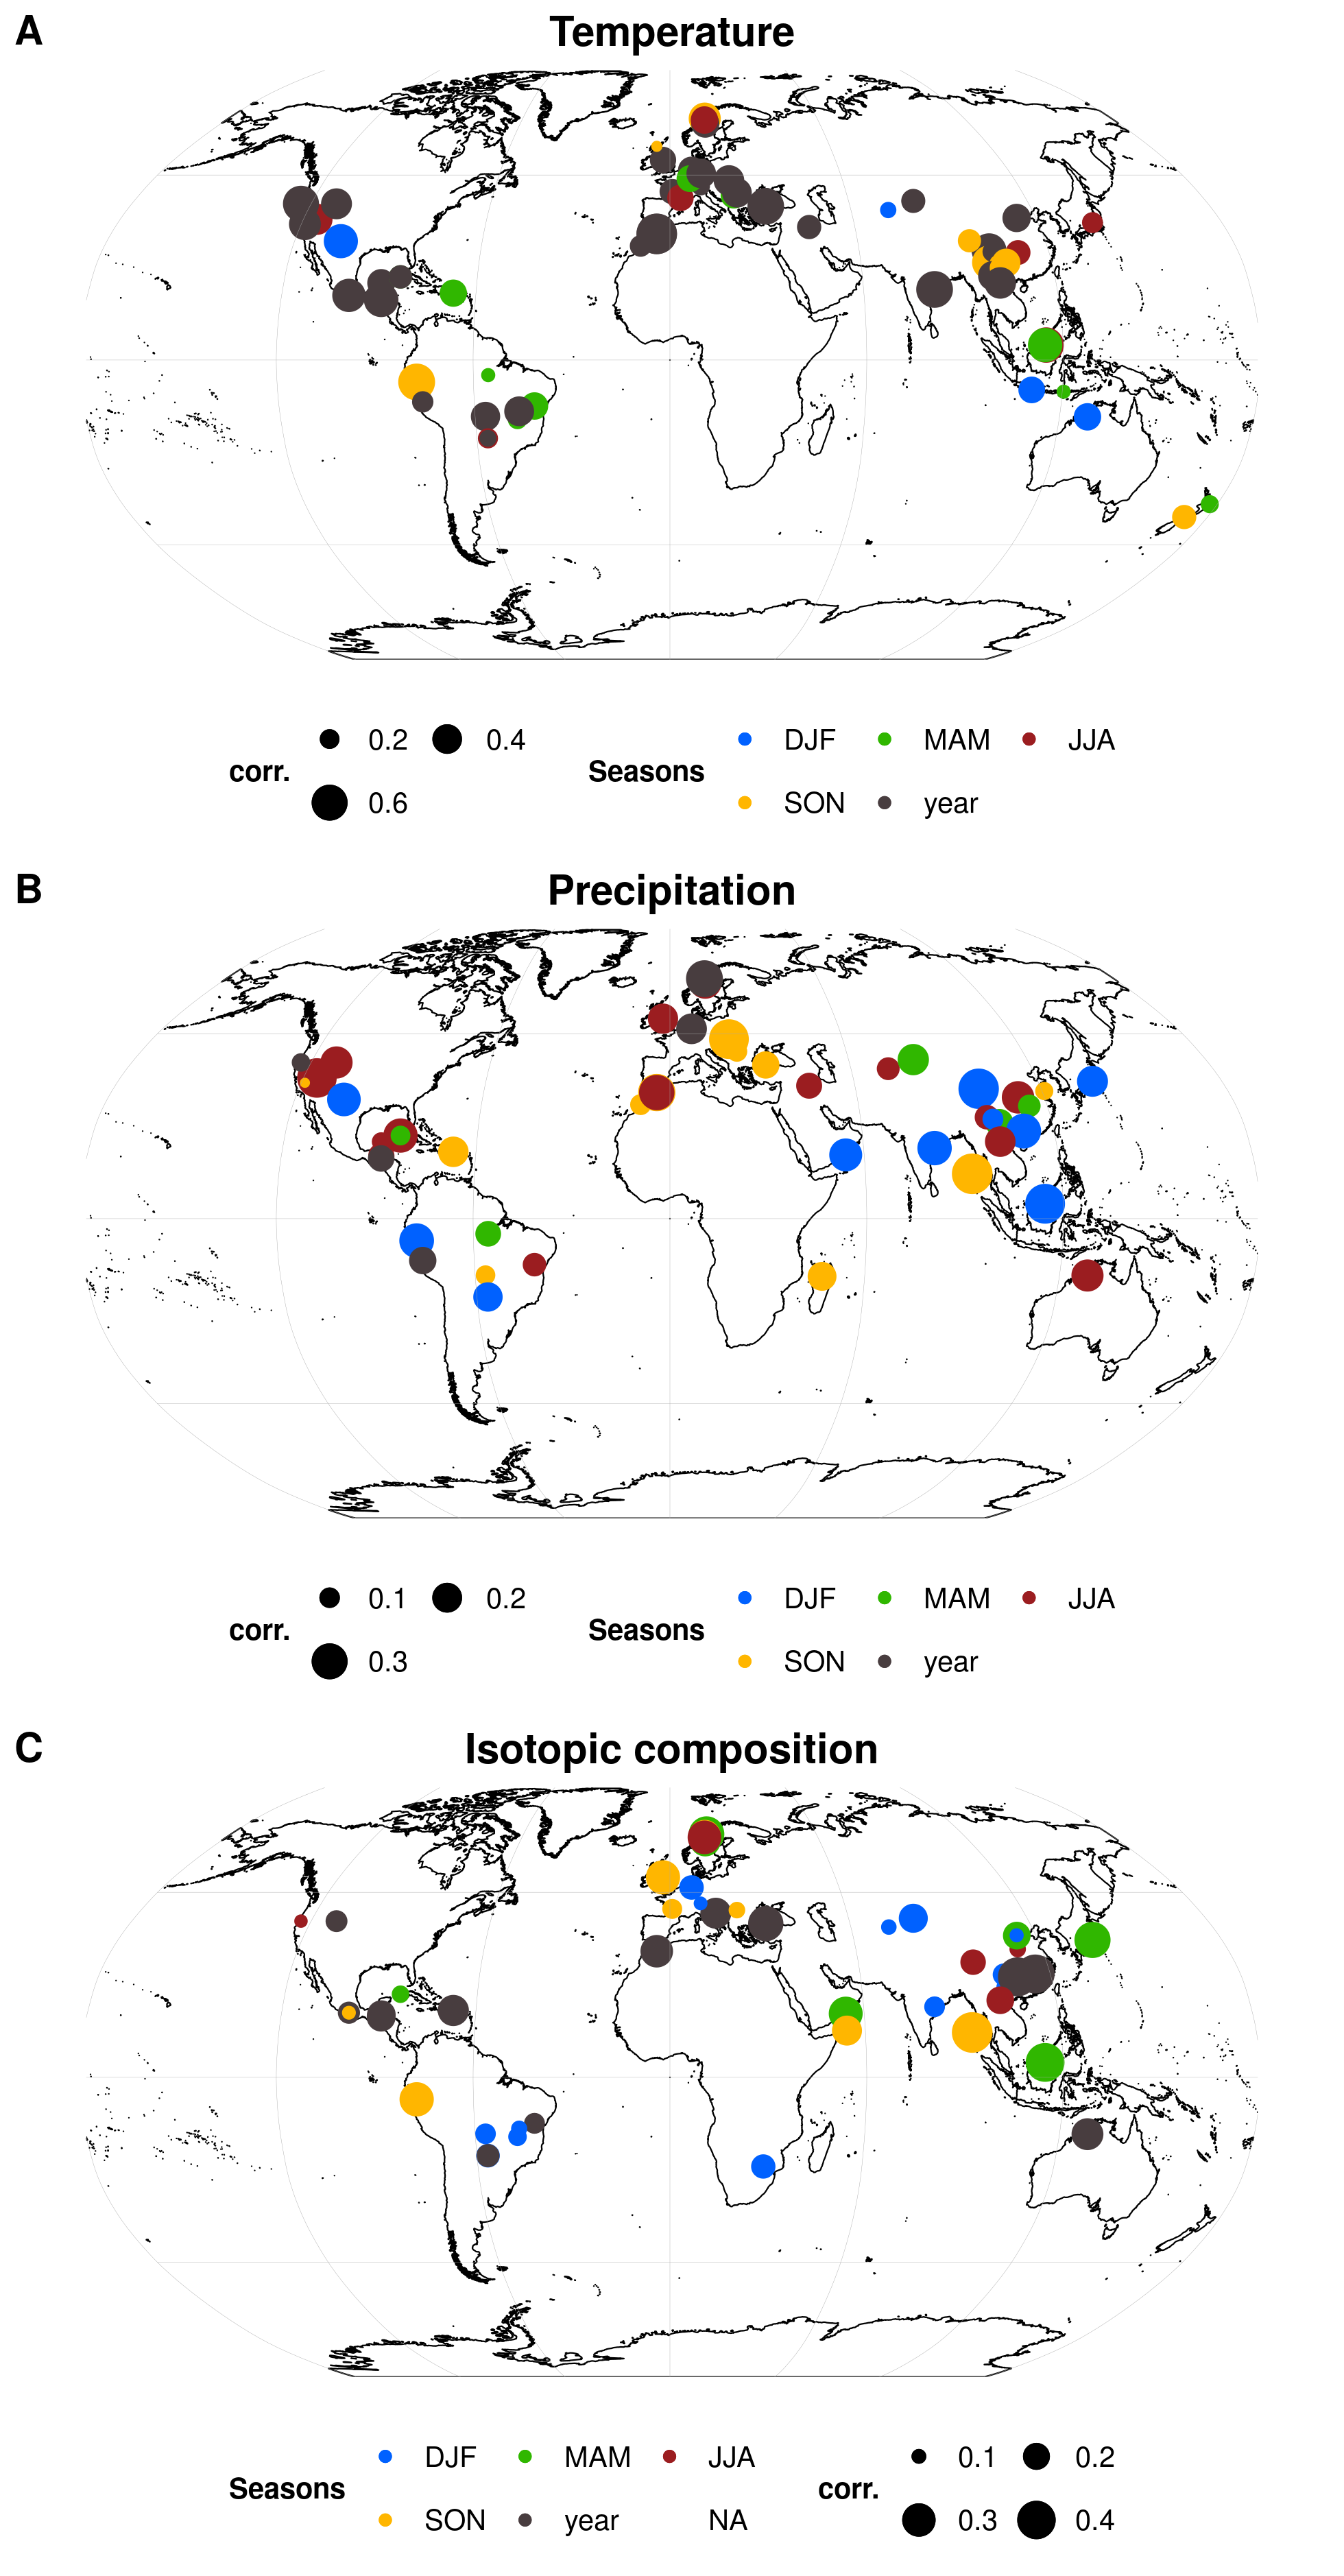 A
Temperature
corr.
0.2
0.4
0.6
Seasons
DJF
MAM
JJA
SON
year
B
Precipitation
corr.
0.1
0.2
0.3
Seasons
DJF
MAM
JJA
SON
year
C
Isotopic composition
Seasons
DJF
MAM
JJA
SON
year
NA
corr.
0.1
0.2
0.3
0.4